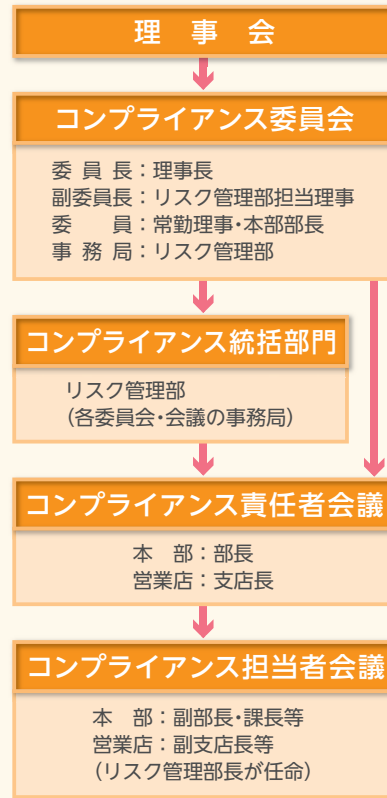 理　事　会
コンプライアンス委員会
委 員 長：理事長
副委員長：リスク管理部担当理事
委　　員：常勤理事･本部部長
事 務 局：リスク管理部
コンプライアンス統括部門
リスク管理部
(各委員会･会議の事務局)
コンプライアンス責任者会議
本　部：部長
営業店：支店長
コンプライアンス担当者会議
本　部：副部長･課長等
営業店：副支店長等
(リスク管理部長が任命)